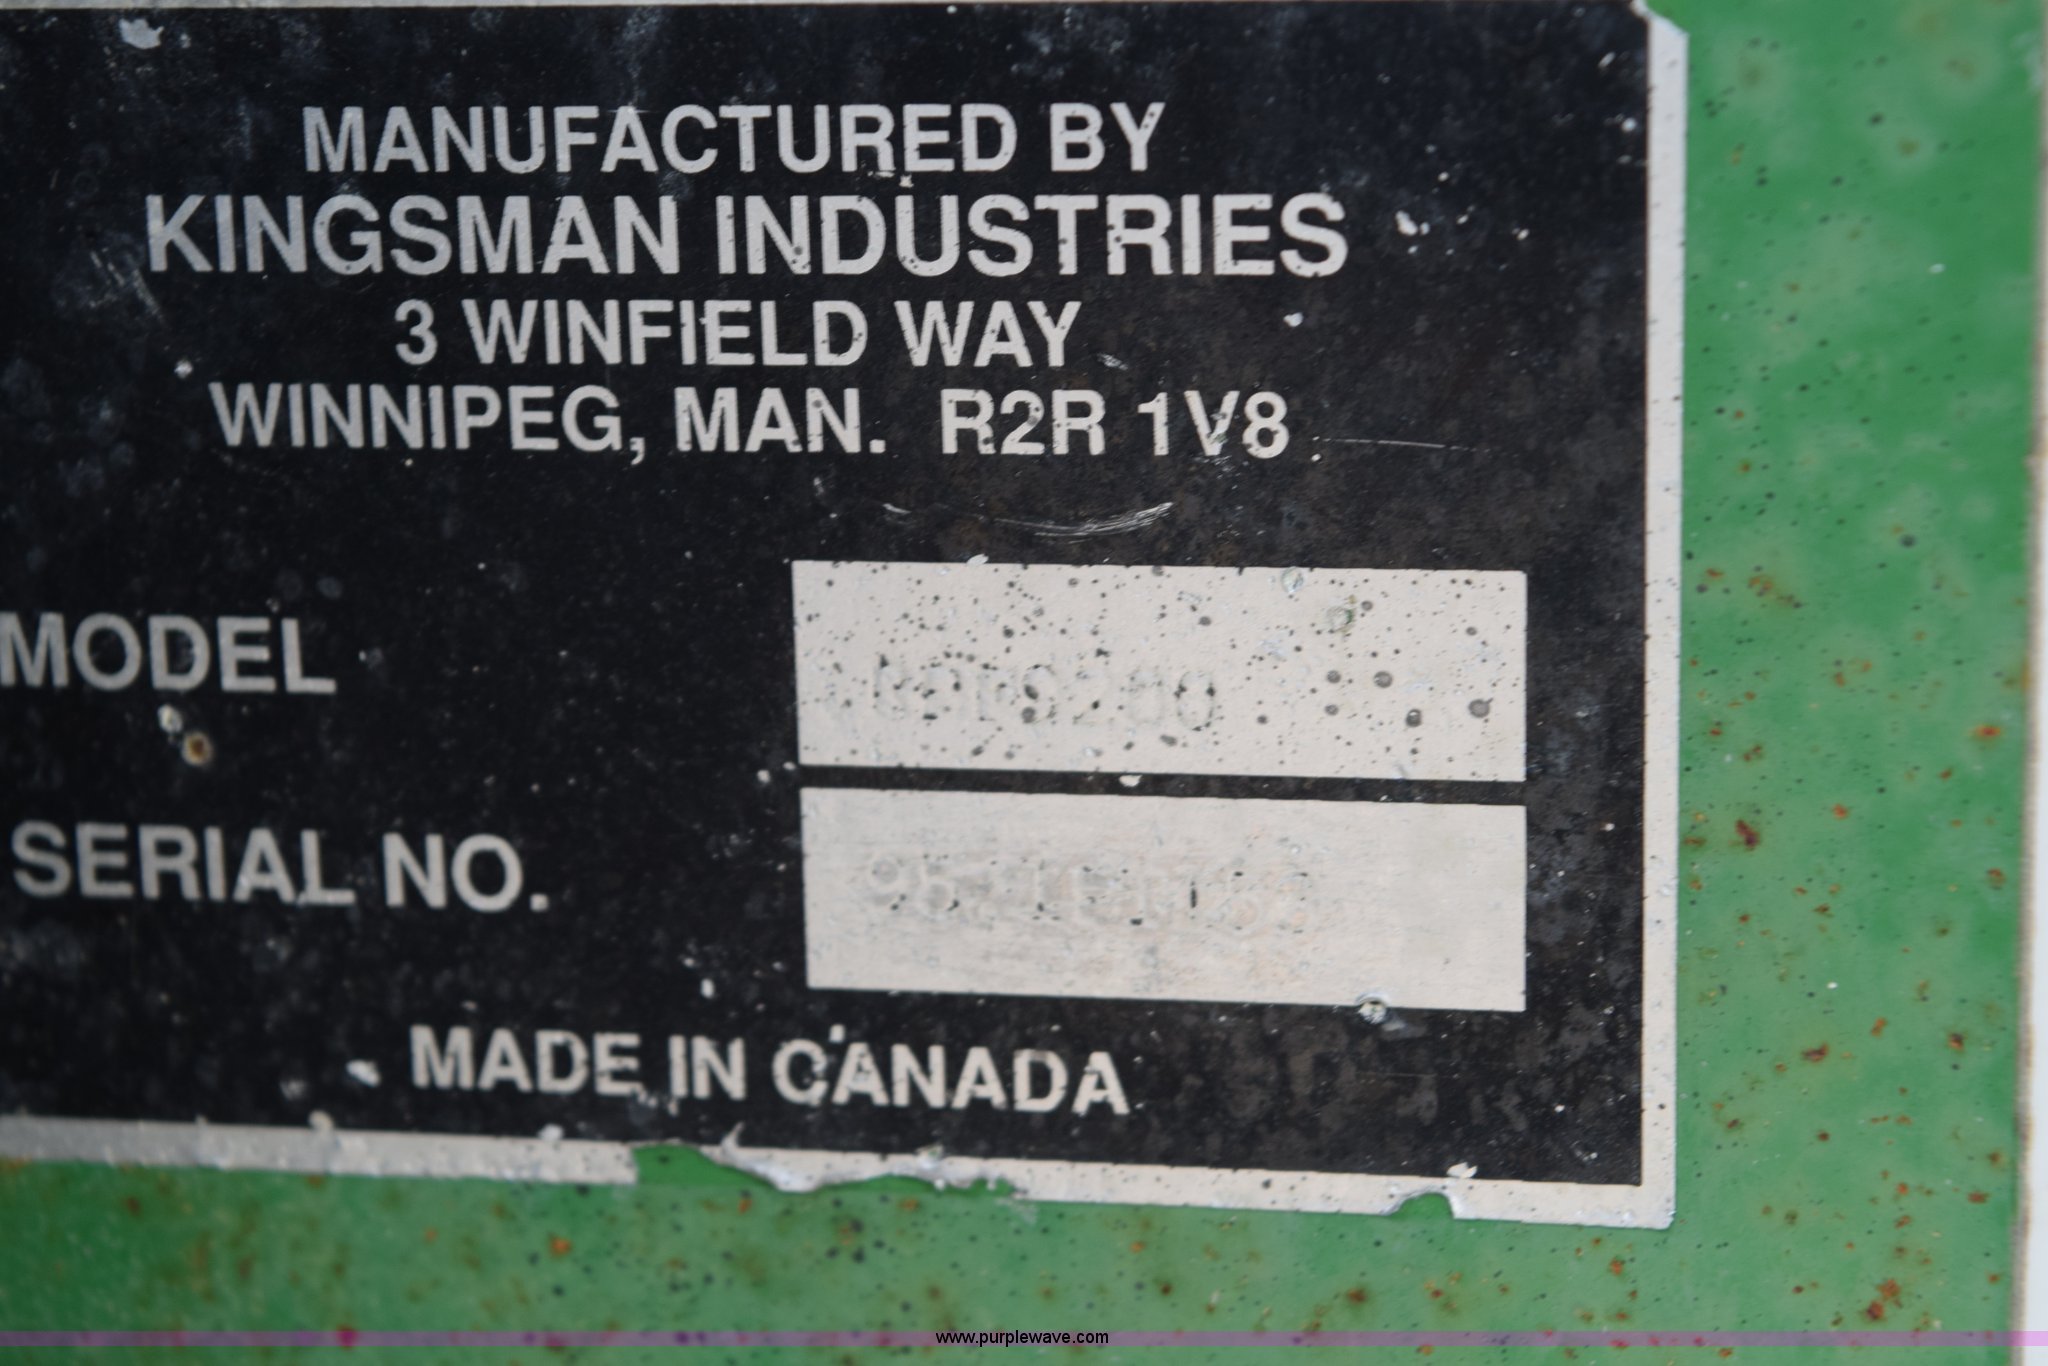 MANUFACTURED BY
KINGSMAN INDUSTRIES
3 WINFIELD WAY
WINNIPEG, MAN. R2R 1V8
MODEL
SERIAL NO.
MADE IN CANADA
www.purplewave.com